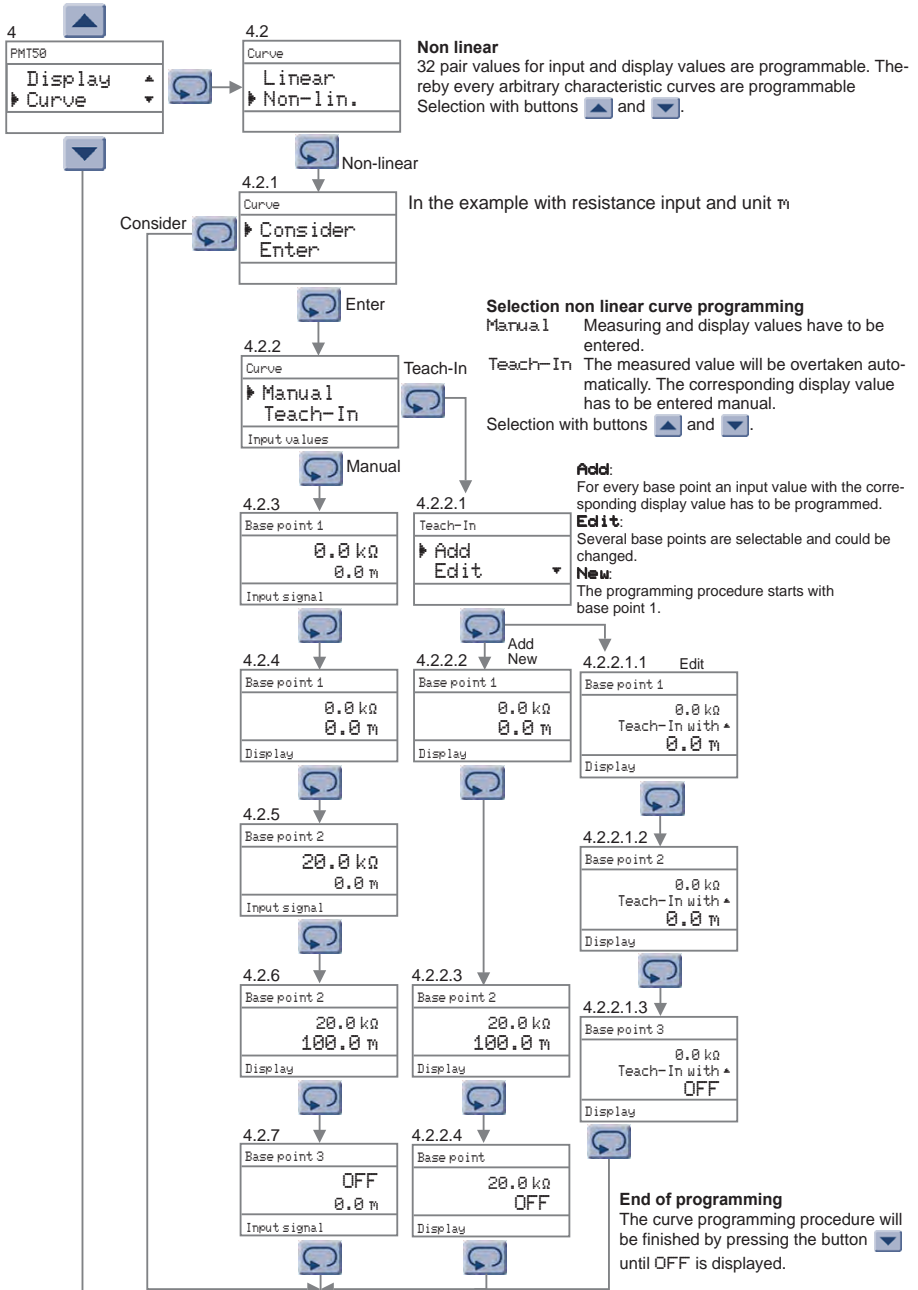 4
PMT50
Display
Curve
4.2
Curve
Linear
Non-lin.
Non linear
32 pair values for input and display values are programmable. The-
reby every arbitrary characteristic curves are programmable
Selection with buttons and .
Non-linear
4.2.1
Curve
Consider
Enter
Consider
In the example with resistance input and unit m
Enter
Selection non linear curve programming
Manual Measuring and display values have to be
entered.
Teach-In The measured value will be overtaken auto-
matically. The corresponding display value
has to be entered manual.
Selection with buttons and .
4.2.2
Curve
Manual
Teach-In
Input values
Teach-In
Manual
Add:
For every base point an input value with the corre-
sponding display value has to be programmed.
Edit:
Several base points are selectable and could be
changed.
New:
The programming procedure starts with
base point 1.
4.2.3
Base point 1
0.0 kΩ
0.0 m
Input signal
4.2.2.1
Teach-In
Add
Edit
Add
New
Edit
4.2.4
Base point 1
0.0 kΩ
0.0 m
Display
4.2.2.2
Base point 1
0.0 kΩ
0.0 m
Display
4.2.2.1.1
Base point 1
0.0 kΩ
Teach-In with
0.0 m
Display
4.2.5
Base point 2
20.0 kΩ
0.0 m
Input signal
4.2.2.1.2
Base point 2
0.0 kΩ
Teach-In with
0.0 m
Display
4.2.6
Base point 2
20.0 kΩ
100.0 m
Display
4.2.2.3
Base point 2
20.0 kΩ
100.0 m
Display
4.2.2.1.3
Base point 3
0.0 kΩ
Teach-In with
OFF
Display
4.2.7
Base point 3
OFF
0.0 m
Input signal
4.2.2.4
Base point
20.0 kΩ
OFF
Display
End of programming
The curve programming procedure will
be finished by pressing the button
until OFF is displayed.